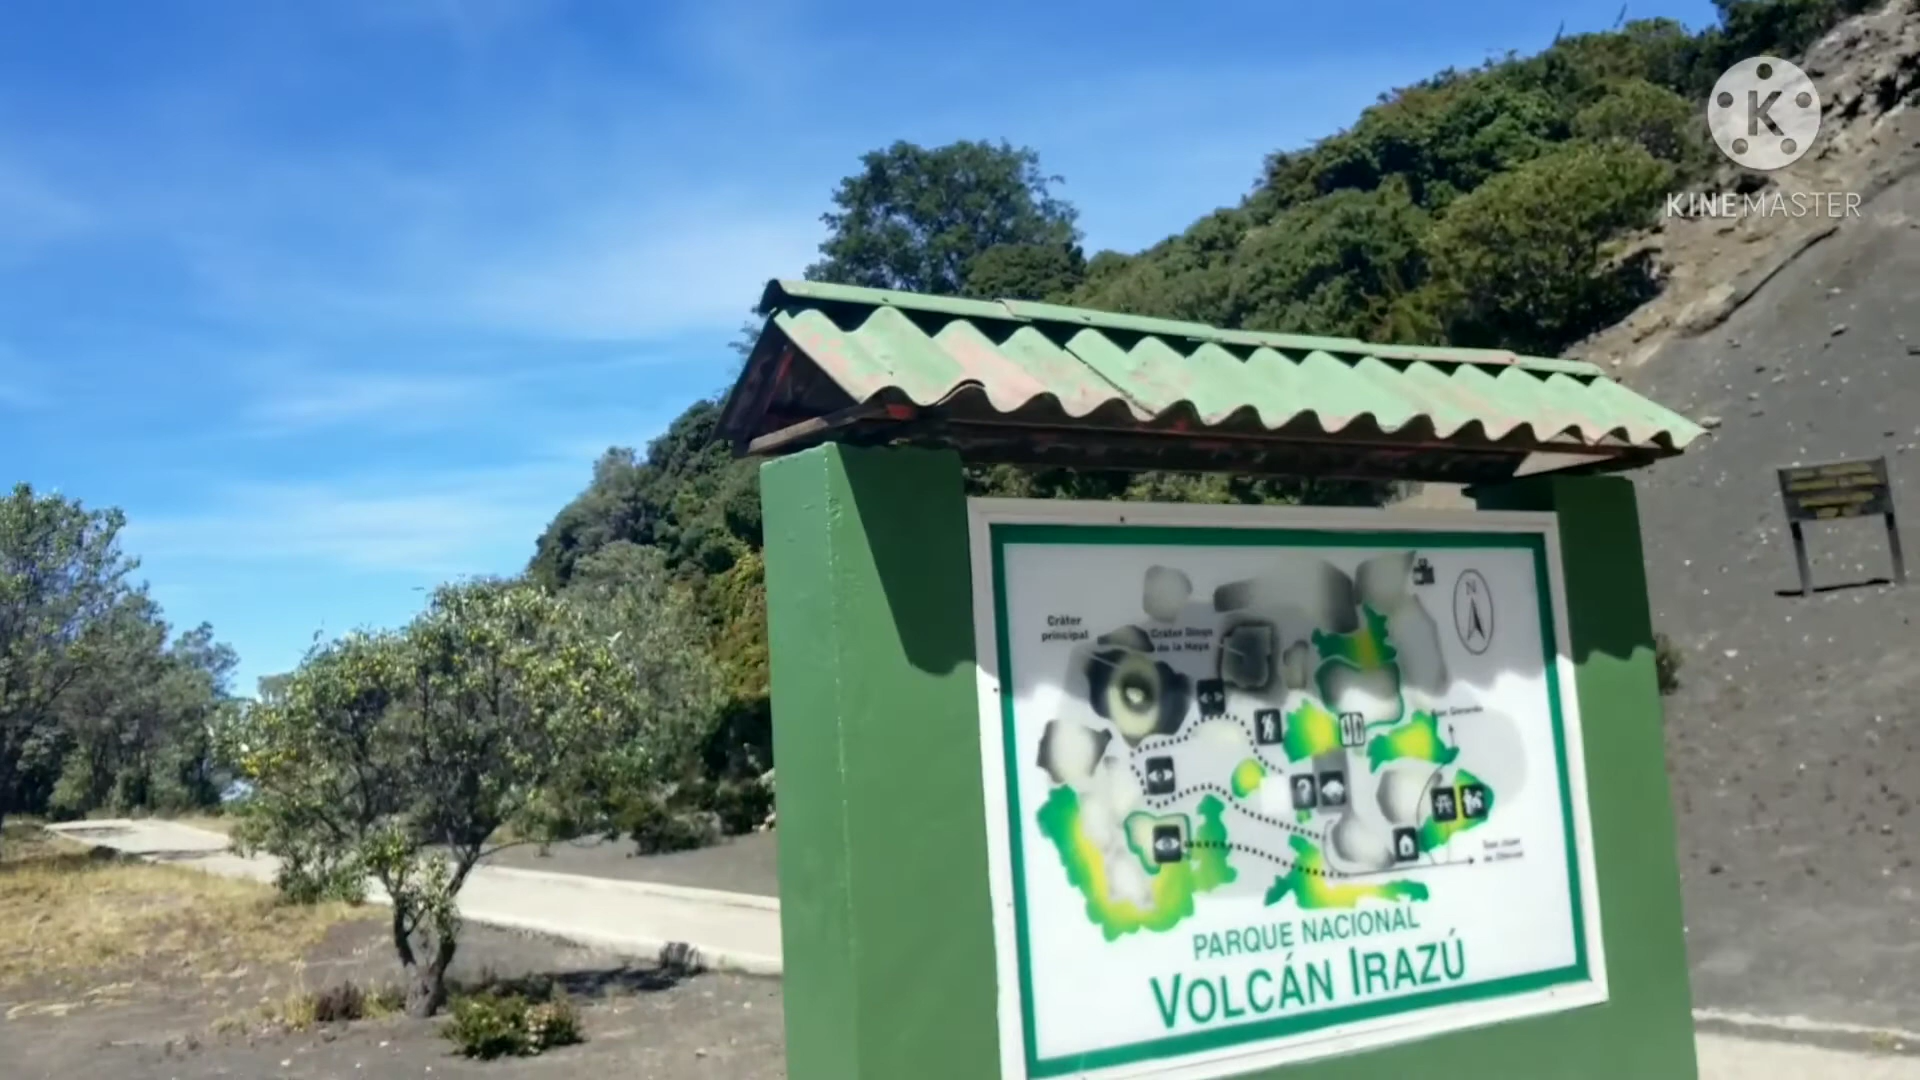 K
KINEMASTER
N
Cráter
principal
Cráter Diego
de la Haya
?
San Gerardo
San Juan
de Chicuá
PARQUE NACIONAL
VOLCÁN IRAZÚ